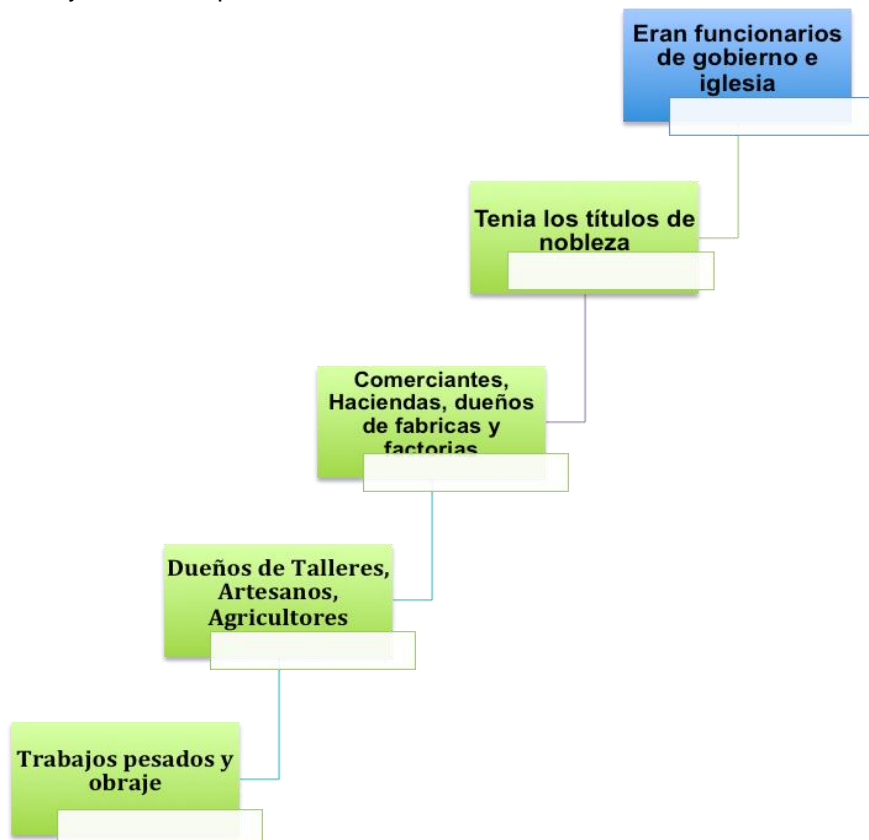 Eran funcionarios
de gobierno e
iglesia
Tenia los títulos de
nobleza
Comerciantes,
Haciendas, dueños
de fabricas y
factorias
Dueños de Talleres,
Artesanos,
Agricultores
Trabajos pesados y
obraje